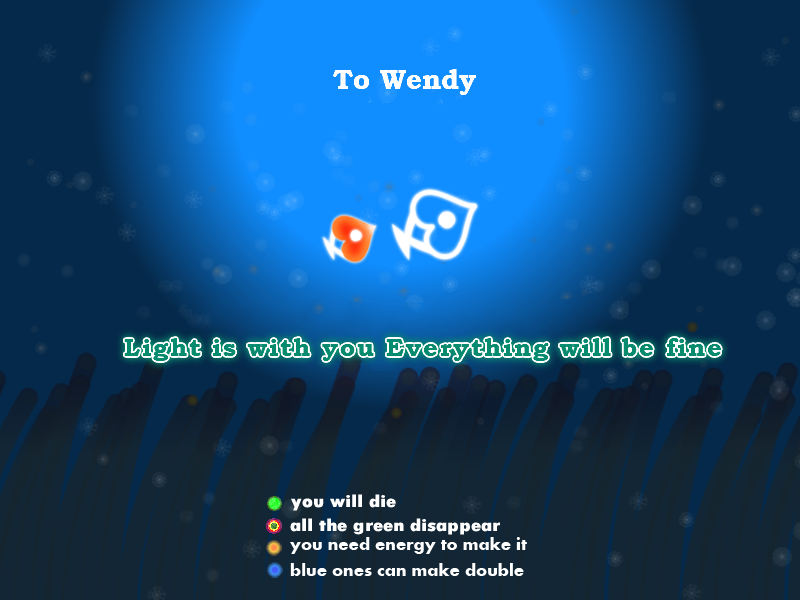 To Wendy
Light is with you Everything will be fine
you will die
all the green disappear
you need energy to make it
blue ones can make double